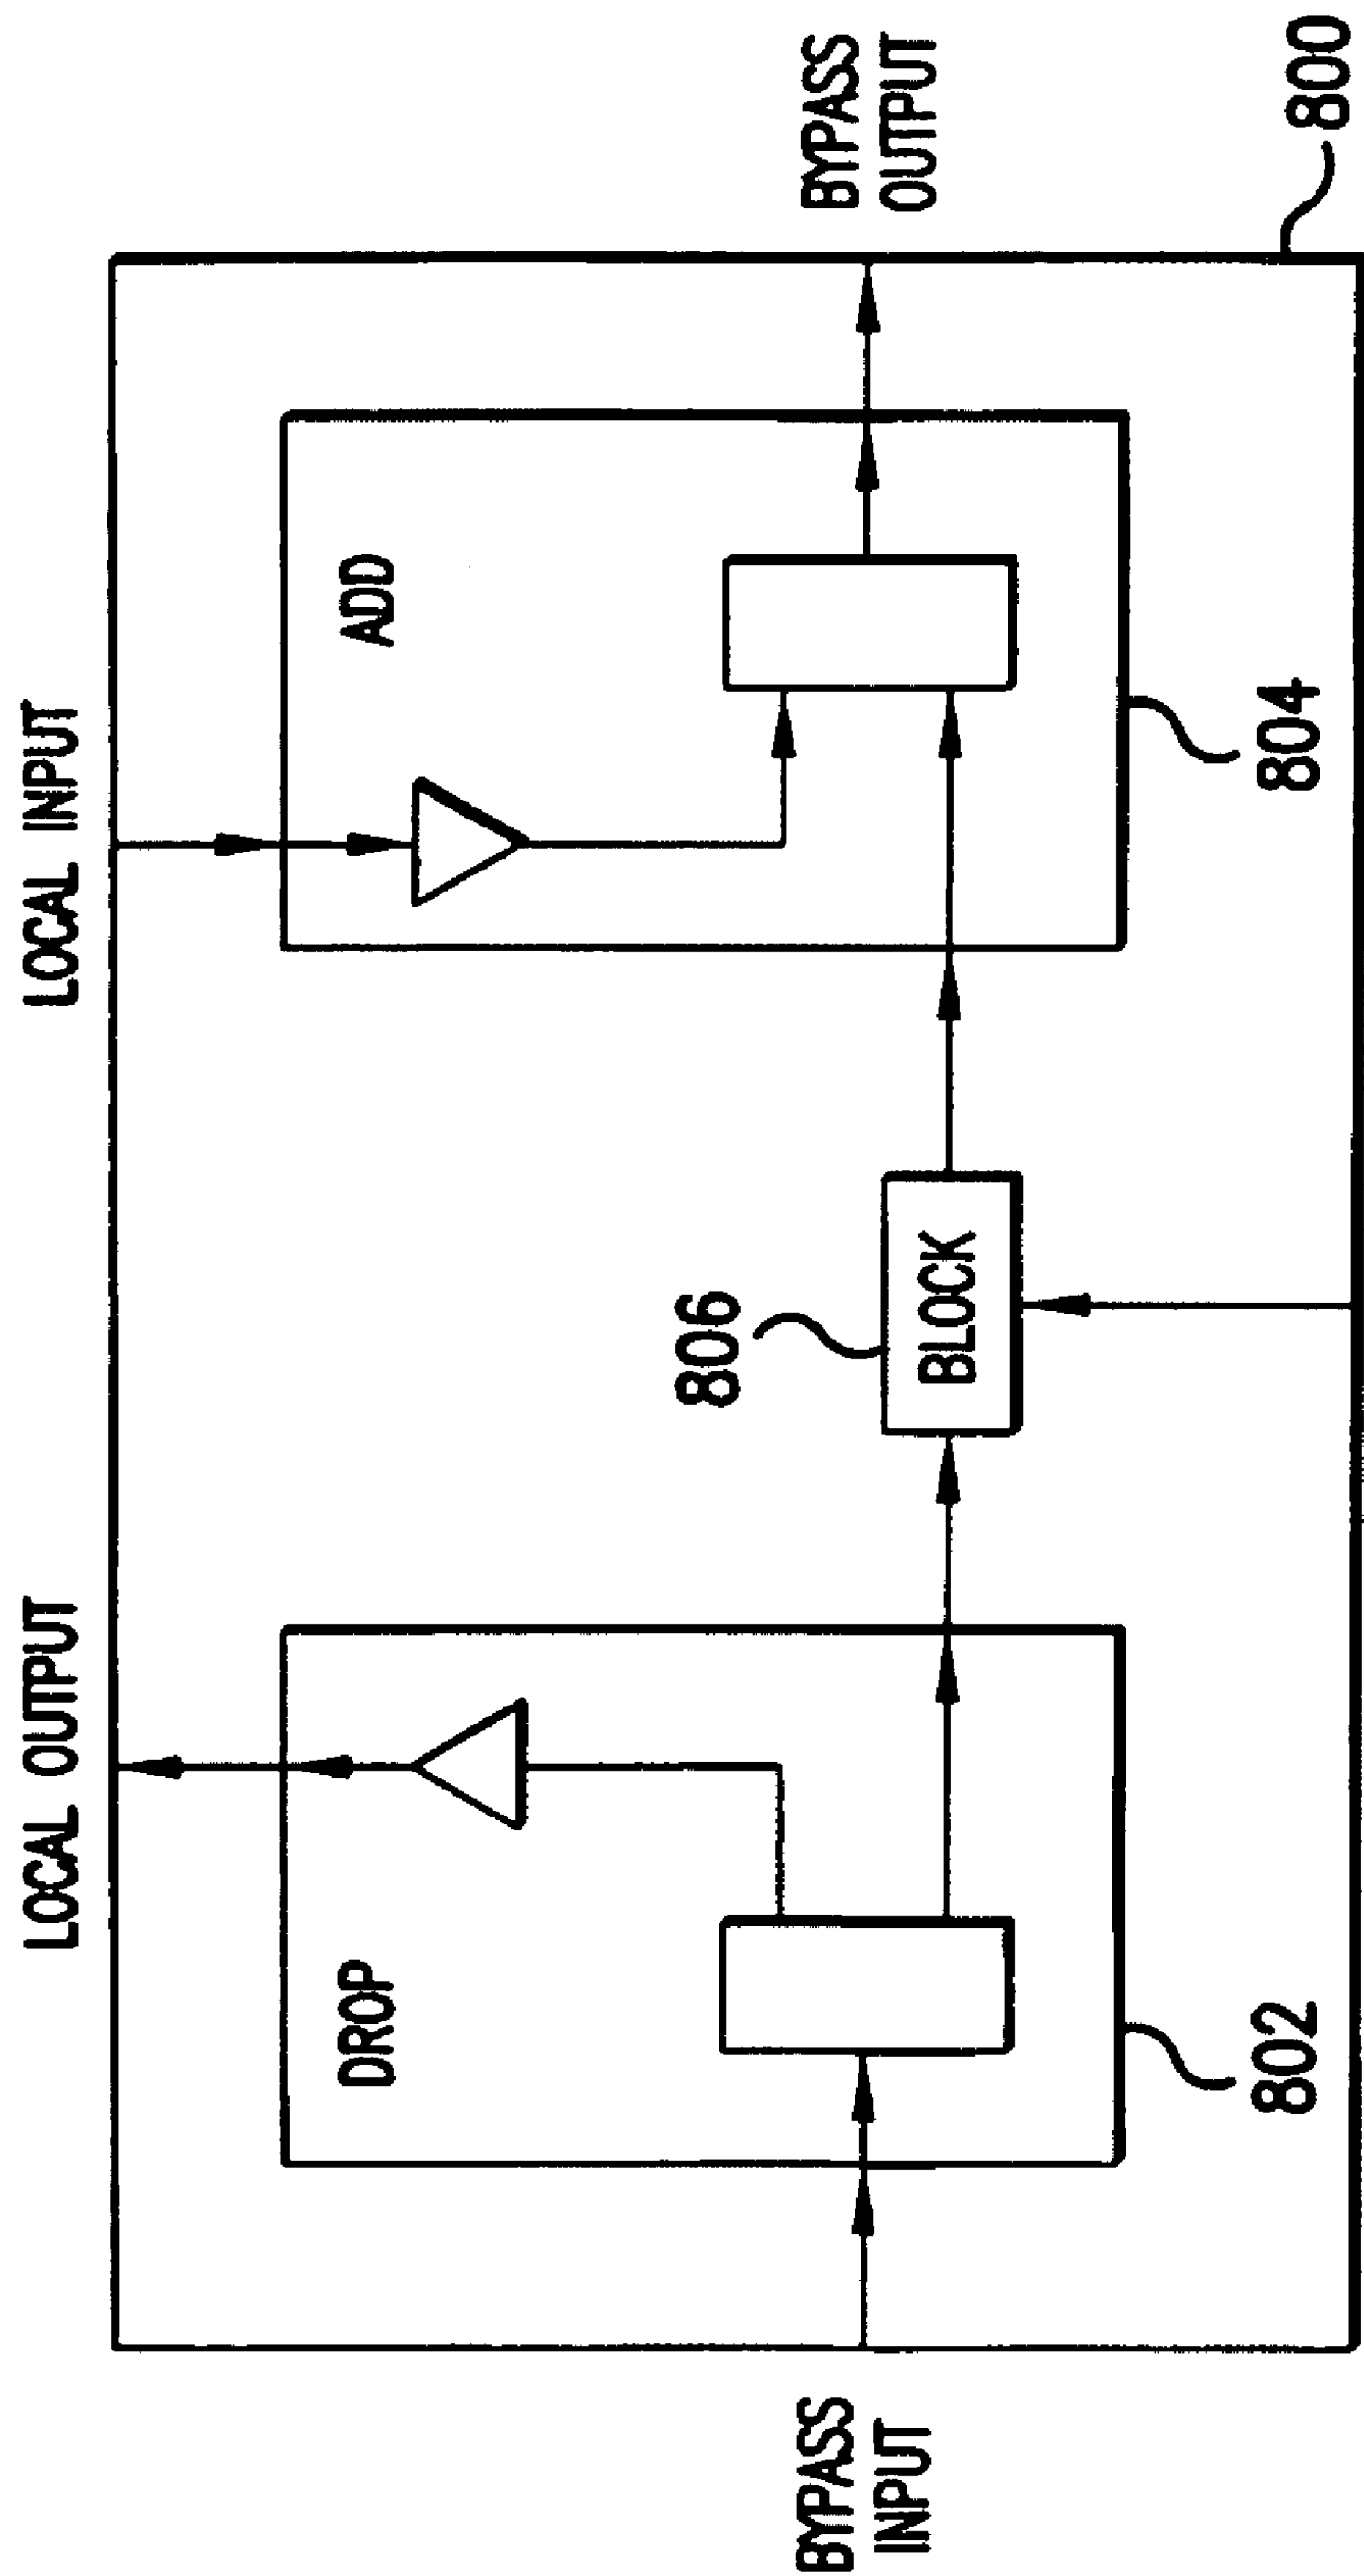 LOCAL OUTPUT
LOCAL INPUT
DROP
ADD
806
BLOCK
BYPASS
INPUT
BYPASS
OUTPUT
802
804
800